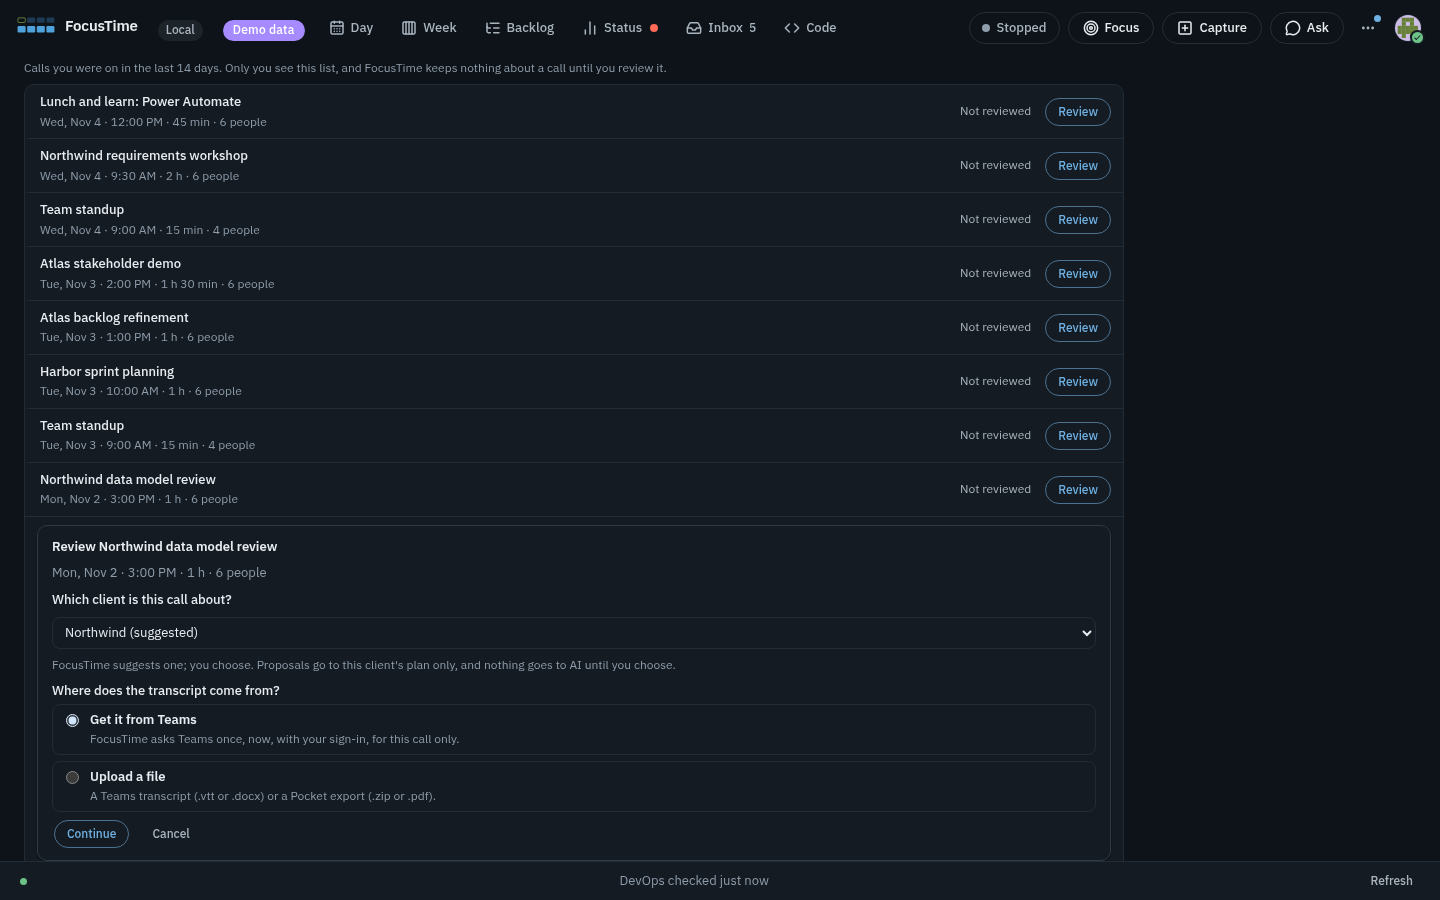 FocusTime
Local
Demo data
Day
Week
Backlog
Status
Inbox 5
Code
Stopped
Focus
Capture
Ask
Calls you were on in the last 14 days. Only you see this list, and FocusTime keeps nothing about a call until you review it.
Lunch and learn: Power Automate
Wed, Nov 4 · 12:00 PM · 45 min · 6 people
Not reviewed
Review
Northwind requirements workshop
Wed, Nov 4 · 9:30 AM · 2 h · 6 people
Not reviewed
Review
Team standup
Wed, Nov 4 · 9:00 AM · 15 min · 4 people
Not reviewed
Review
Atlas stakeholder demo
Tue, Nov 3 · 2:00 PM · 1 h 30 min · 6 people
Not reviewed
Review
Atlas backlog refinement
Tue, Nov 3 · 1:00 PM · 1 h · 6 people
Not reviewed
Review
Harbor sprint planning
Tue, Nov 3 · 10:00 AM · 1 h · 6 people
Not reviewed
Review
Team standup
Tue, Nov 3 · 9:00 AM · 15 min · 4 people
Not reviewed
Review
Northwind data model review
Mon, Nov 2 · 3:00 PM · 1 h · 6 people
Not reviewed
Review
Review Northwind data model review
Mon, Nov 2 · 3:00 PM · 1 h · 6 people
Which client is this call about?
Northwind (suggested)
FocusTime suggests one; you choose. Proposals go to this client's plan only, and nothing goes to AI until you choose.
Where does the transcript come from?
Get it from Teams
FocusTime asks Teams once, now, with your sign-in, for this call only.
Upload a file
A Teams transcript (.vtt or .docx) or a Pocket export (.zip or .pdf).
Continue
Cancel
DevOps checked just now
Refresh